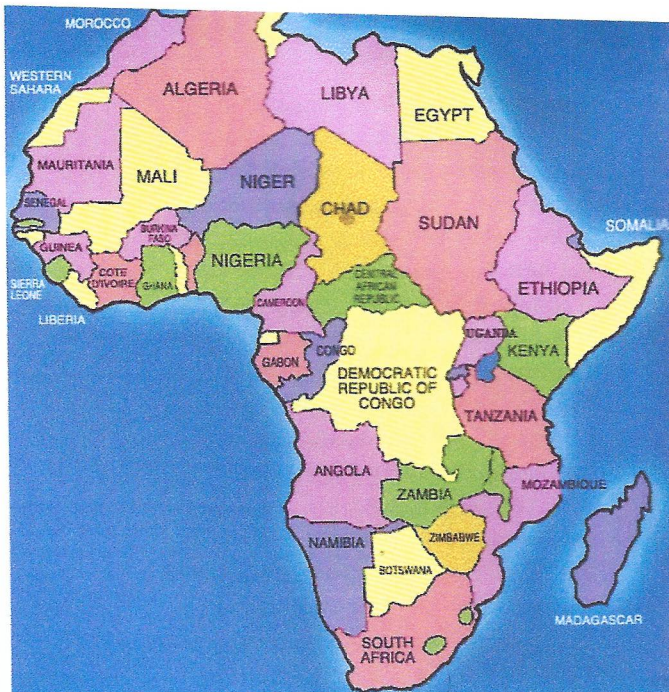 MOROCCO
WESTERN
SAHARA
ALGERIA
LIBYA
EGYPT
MAURITANIA
MALI
NIGER
CHAD
SUDAN
SENEGAL
GUINEA
BURKINA
FASO
NIGERIA
SOMALIA
SIERRA
LEONE
COTE
D'IVOIRE
GHANA
LIBERIA
CAMEROON
CENTRAL
AFRICAN
REPUBLIC
ETHIOPIA
UGANDA
KENYA
GABON
CONGO
DEMOCRATIC
REPUBLIC OF
CONGO
TANZANIA
ANGOLA
ZAMBIA
MOZAMBIQUE
NAMIBIA
ZIMBABWE
BOTSWANA
MADAGASCAR
SOUTH
AFRICA